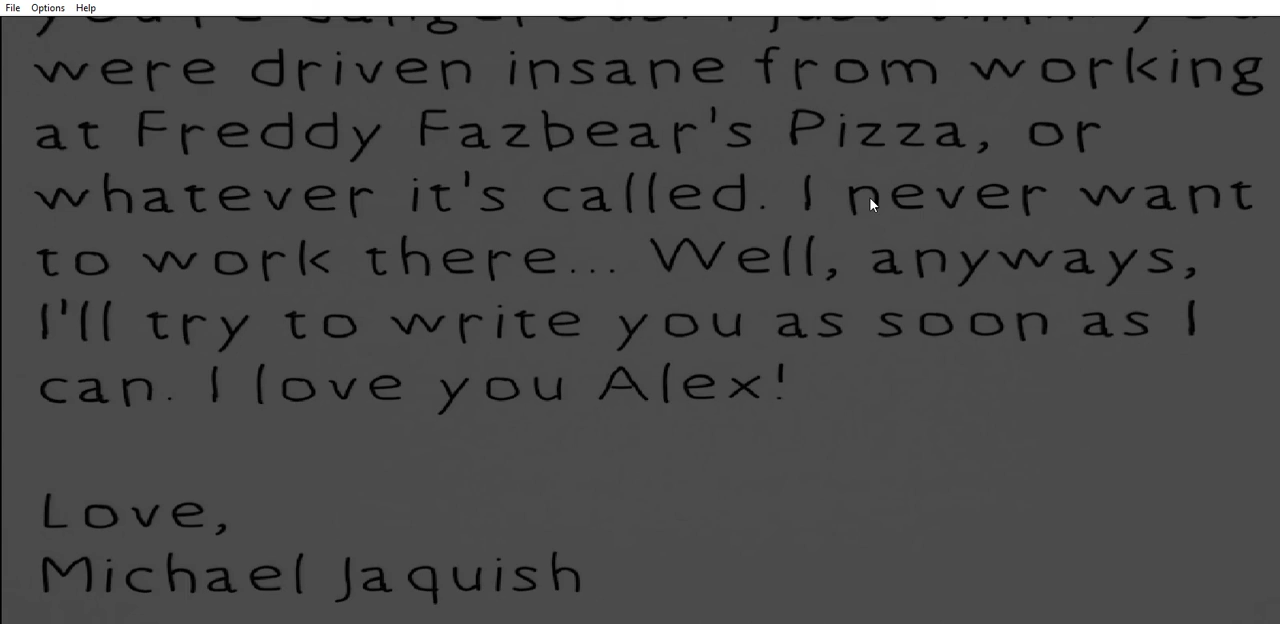 File Options Help
were driven insane from working
at Freddy Fazbear's Pizza, or
whatever it's called. I never want
to work there... Well, anyways,
I'll try to write you as soon as I
can. I love you Alex!
Love,
Michael Jaquish